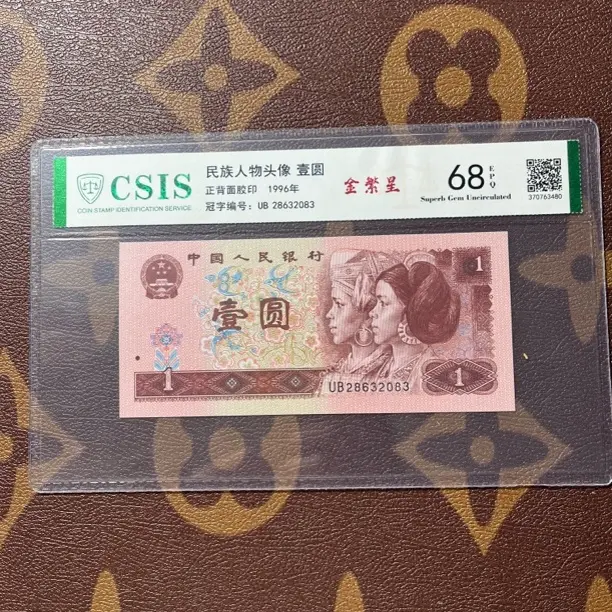 CSIS
COIN STAMP IDENTIFICATION SERVICE
民族人物头像 壹圆
正背面胶印 1996年
冠字编号: UB 28632083
金繁星
68 EPQ
Superb Gem Uncirculated
370763480
中国人民银行
1
壹圆
1
UB28632083
1